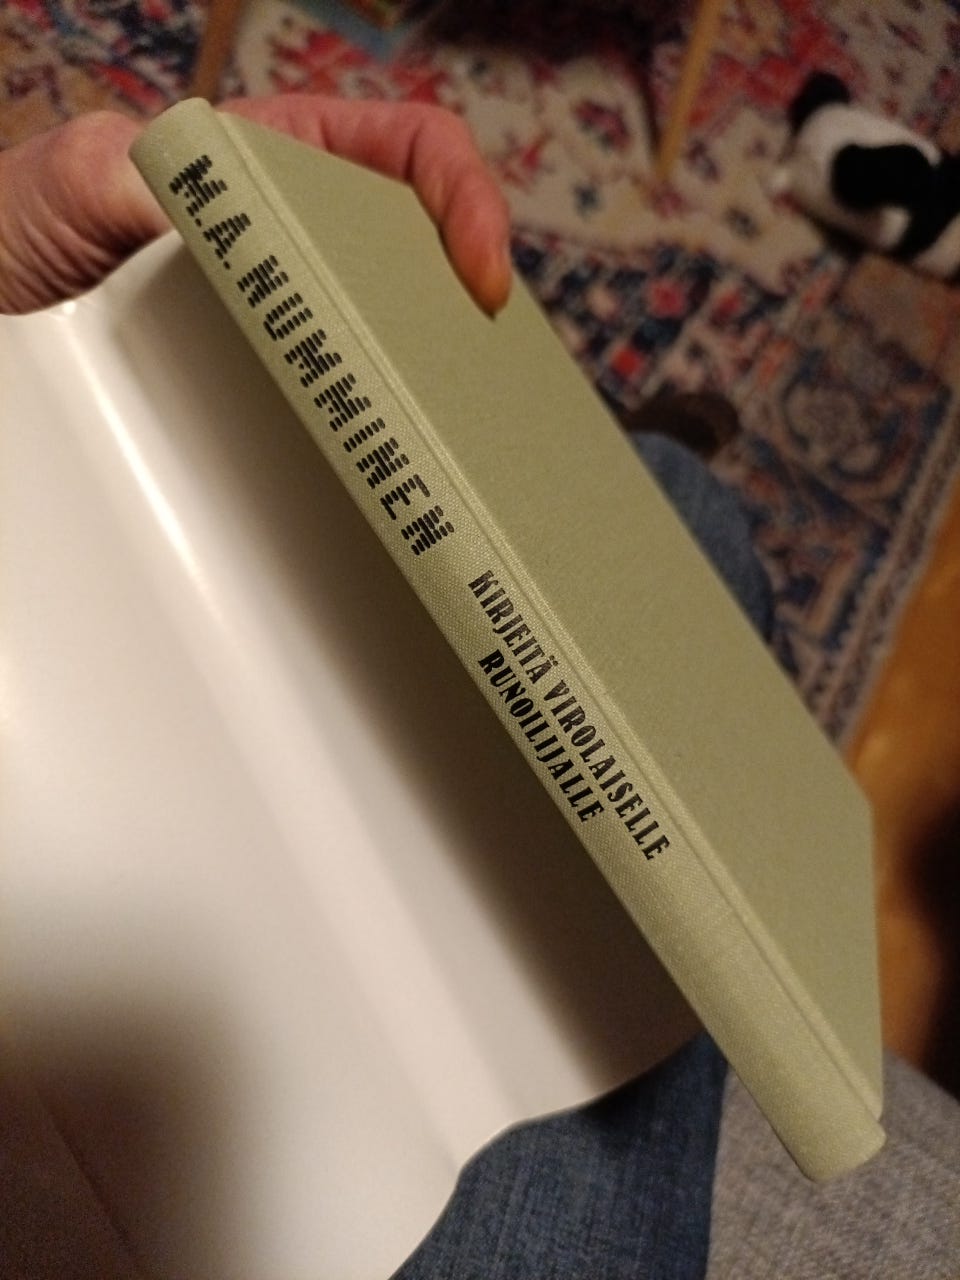 M.A. NUMMINEN
KIRJEITÄ VIROLAISELLE
RUNOILIJALLE